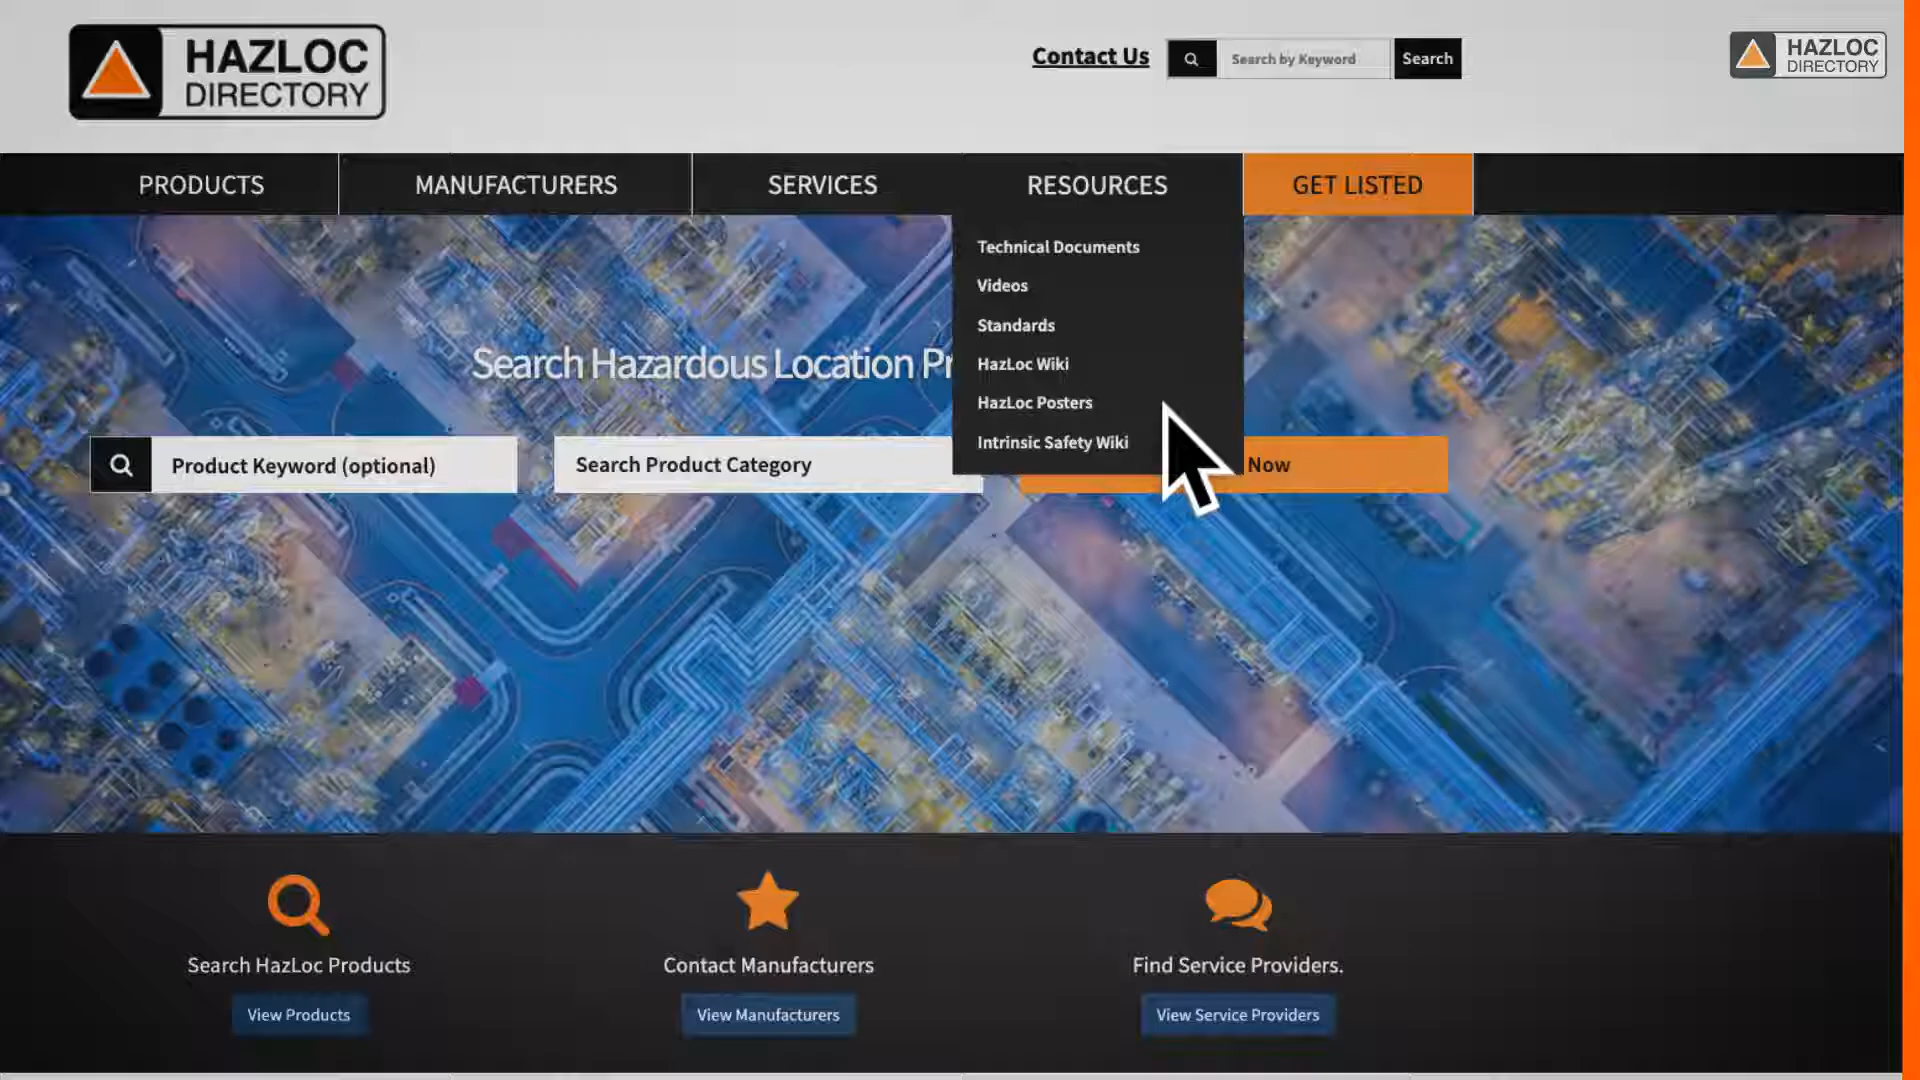 HAZLOC
DIRECTORY
Contact Us
Search by Keyword
Search
HAZLOC
DIRECTORY
PRODUCTS
MANUFACTURERS
SERVICES
RESOURCES
GET LISTED
Technical Documents
Videos
Standards
HazLoc Wiki
HazLoc Posters
Intrinsic Safety Wiki
Search Hazardous Location Pr
Product Keyword (optional)
Search Product Category
Now
Search HazLoc Products
Contact Manufacturers
Find Service Providers.
View Products
View Manufacturers
View Service Providers